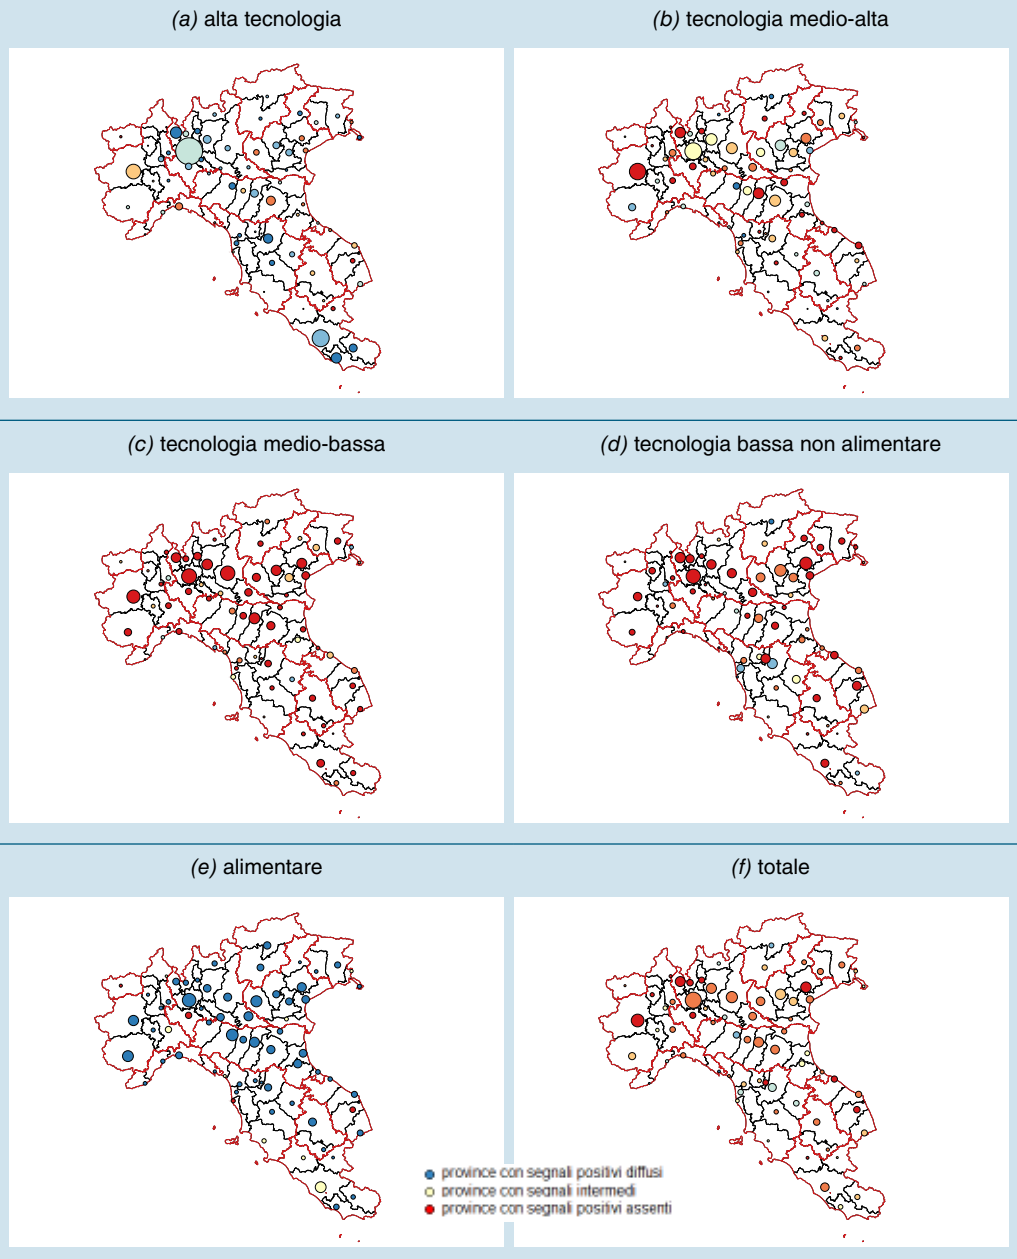 (a) alta tecnologia
(b) tecnologia medio-alta
(c) tecnologia medio-bassa
(d) tecnologia bassa non alimentare
(e) alimentare
(f) totale
province con segnali positivi diffusi
province con segnali intermedi
province con segnali positivi assenti